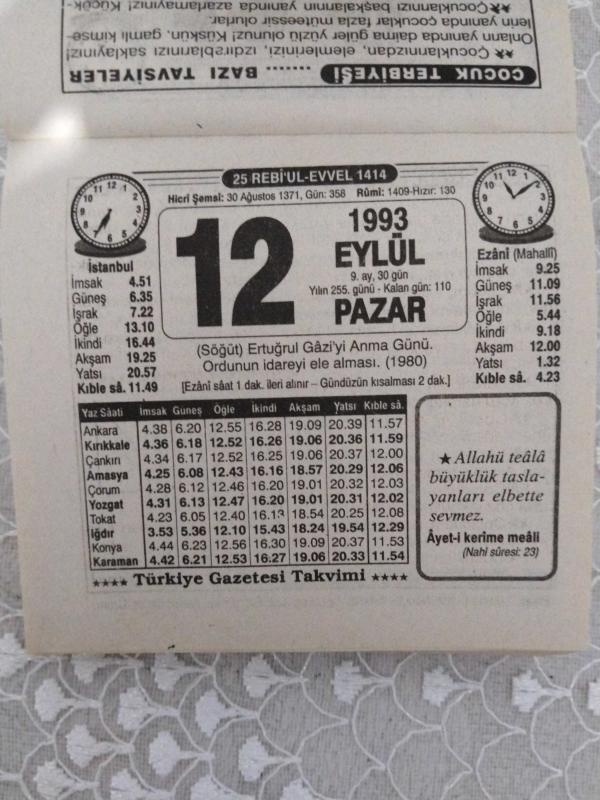 ÇOCUK TERBİYESİ ....... BAZI TAVSİYELER
★Çocuklarınızdan, elemlerinizi, ızdırablarınızı saklayınız!
Onların yanında daima güler yüzlü olunuz! Küskün, gamlı kimse-
lerin yanında çocuklar fazla müteessir olurlar.
★Çocuklarınızı başkalarının yanında azarlamayınız! Küçük-
25 REBİ'UL-EVVEL 1414
Hicrî Şemsî: 30 Ağustos 1371, Gün: 358 Rûmî: 1409-Hızır: 130
12
1993
EYLÜL
9. ay, 30 gün
Yılın 255. günü - Kalan gün: 110
PAZAR
İstanbul
İmsak 4.51
Güneş 6.35
İşrak 7.22
Öğle 13.10
İkindi 16.44
Akşam 19.25
Yatsı 20.57
Kıble sâ. 11.49
Ezânî (Mahallî)
İmsak 9.25
Güneş 11.09
İşrak 11.56
Öğle 5.44
İkindi 9.18
Akşam 12.00
Yatsı 1.32
Kıble sâ. 4.23
(Söğüt) Ertuğrul Gâzi'yi Anma Günü.
Ordunun idareyi ele alması. (1980)
[Ezânî sâat 1 dak. ileri alınır – Gündüzün kısalması 2 dak.]
Yaz Sâati İmsak Güneş Öğle İkindi Akşam Yatsı Kıble sâ.
Ankara 4.38 6.20 12.55 16.28 19.09 20.39 11.57
Kırıkkale 4.36 6.18 12.52 16.26 19.06 20.36 11.59
Çankırı 4.34 6.17 12.52 16.25 19.06 20.37 12.00
Amasya 4.25 6.08 12.43 16.16 18.57 20.29 12.06
Çorum 4.28 6.12 12.46 16.20 19.01 20.32 12.03
Yozgat 4.31 6.13 12.47 16.20 19.01 20.31 12.02
Tokat 4.23 6.05 12.40 16.13 18.54 20.25 12.08
Iğdır 3.53 5.36 12.10 15.43 18.24 19.54 12.29
Konya 4.44 6.23 12.56 16.30 19.09 20.37 11.53
Karaman 4.42 6.21 12.53 16.27 19.06 20.33 11.54
★★★★ Türkiye Gazetesi Takvimi ★★★★
★Allahü teâlâ
büyüklük tasla-
yanları elbette
sevmez.
Âyet-i kerîme meâli
(Nahl sûresi: 23)